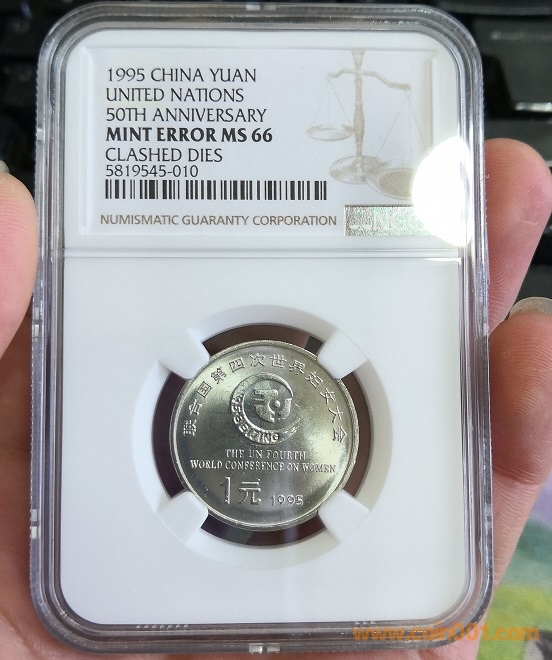 1995 CHINA YUAN
UNITED NATIONS
50TH ANNIVERSARY
MINT ERROR MS 66
CLASHED DIES
5819545-010
NUMISMATIC GUARANTY CORPORATION
联合国第四次世界妇女大会
THE UN FOURTH
WORLD CONFERENCE ON WOMEN
1元 1995
www.coin001.com